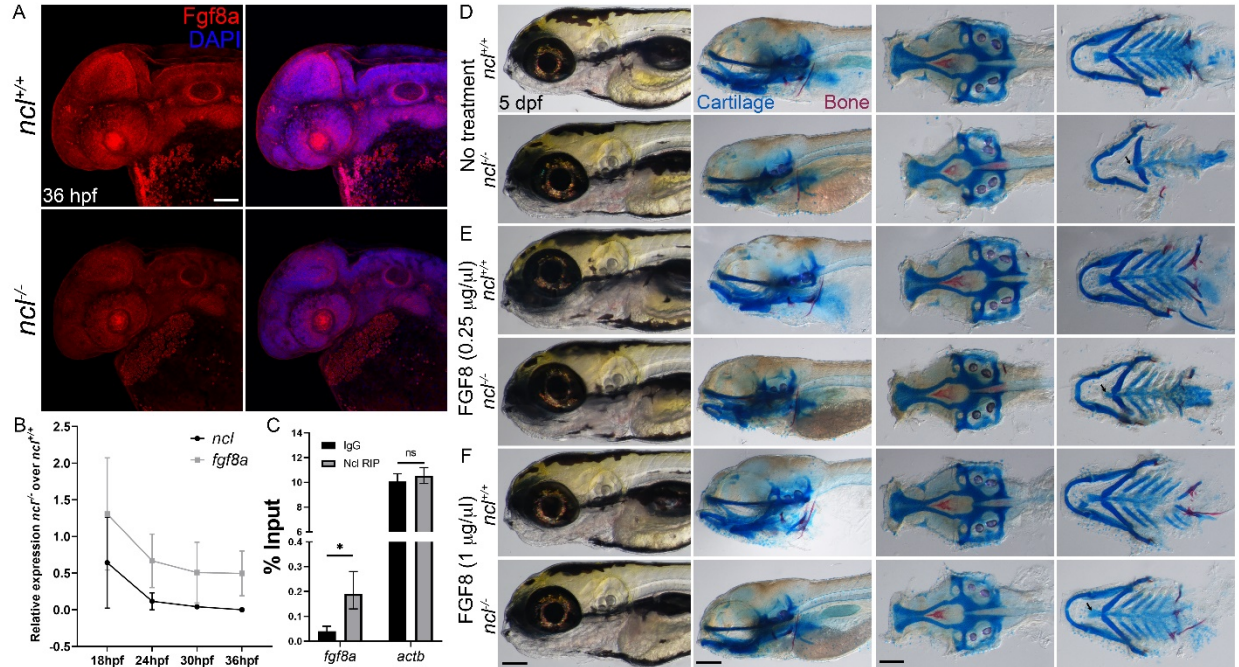 A
Fgf8a
DAPI
ncl+/+
36 hpf
ncl-/-
B
Relative expression ncl-/- over ncl+/+
2.5
2.0
1.5
1.0
0.5
0.0
-0.5
ncl
fgf8a
18hpf 24hpf 30hpf 36hpf
C
% Input
12
10
8
6
4
2
0.4
0.3
0.2
0.1
0.0
IgG
Ncl RIP
ns
*
fgf8a actb
D
No treatment
ncl+/+
5 dpf
Cartilage Bone
ncl-/-
E
FGF8 (0.25 µg/µl)
ncl+/+
ncl-/-
F
FGF8 (1 µg/µl)
ncl+/+
ncl-/-